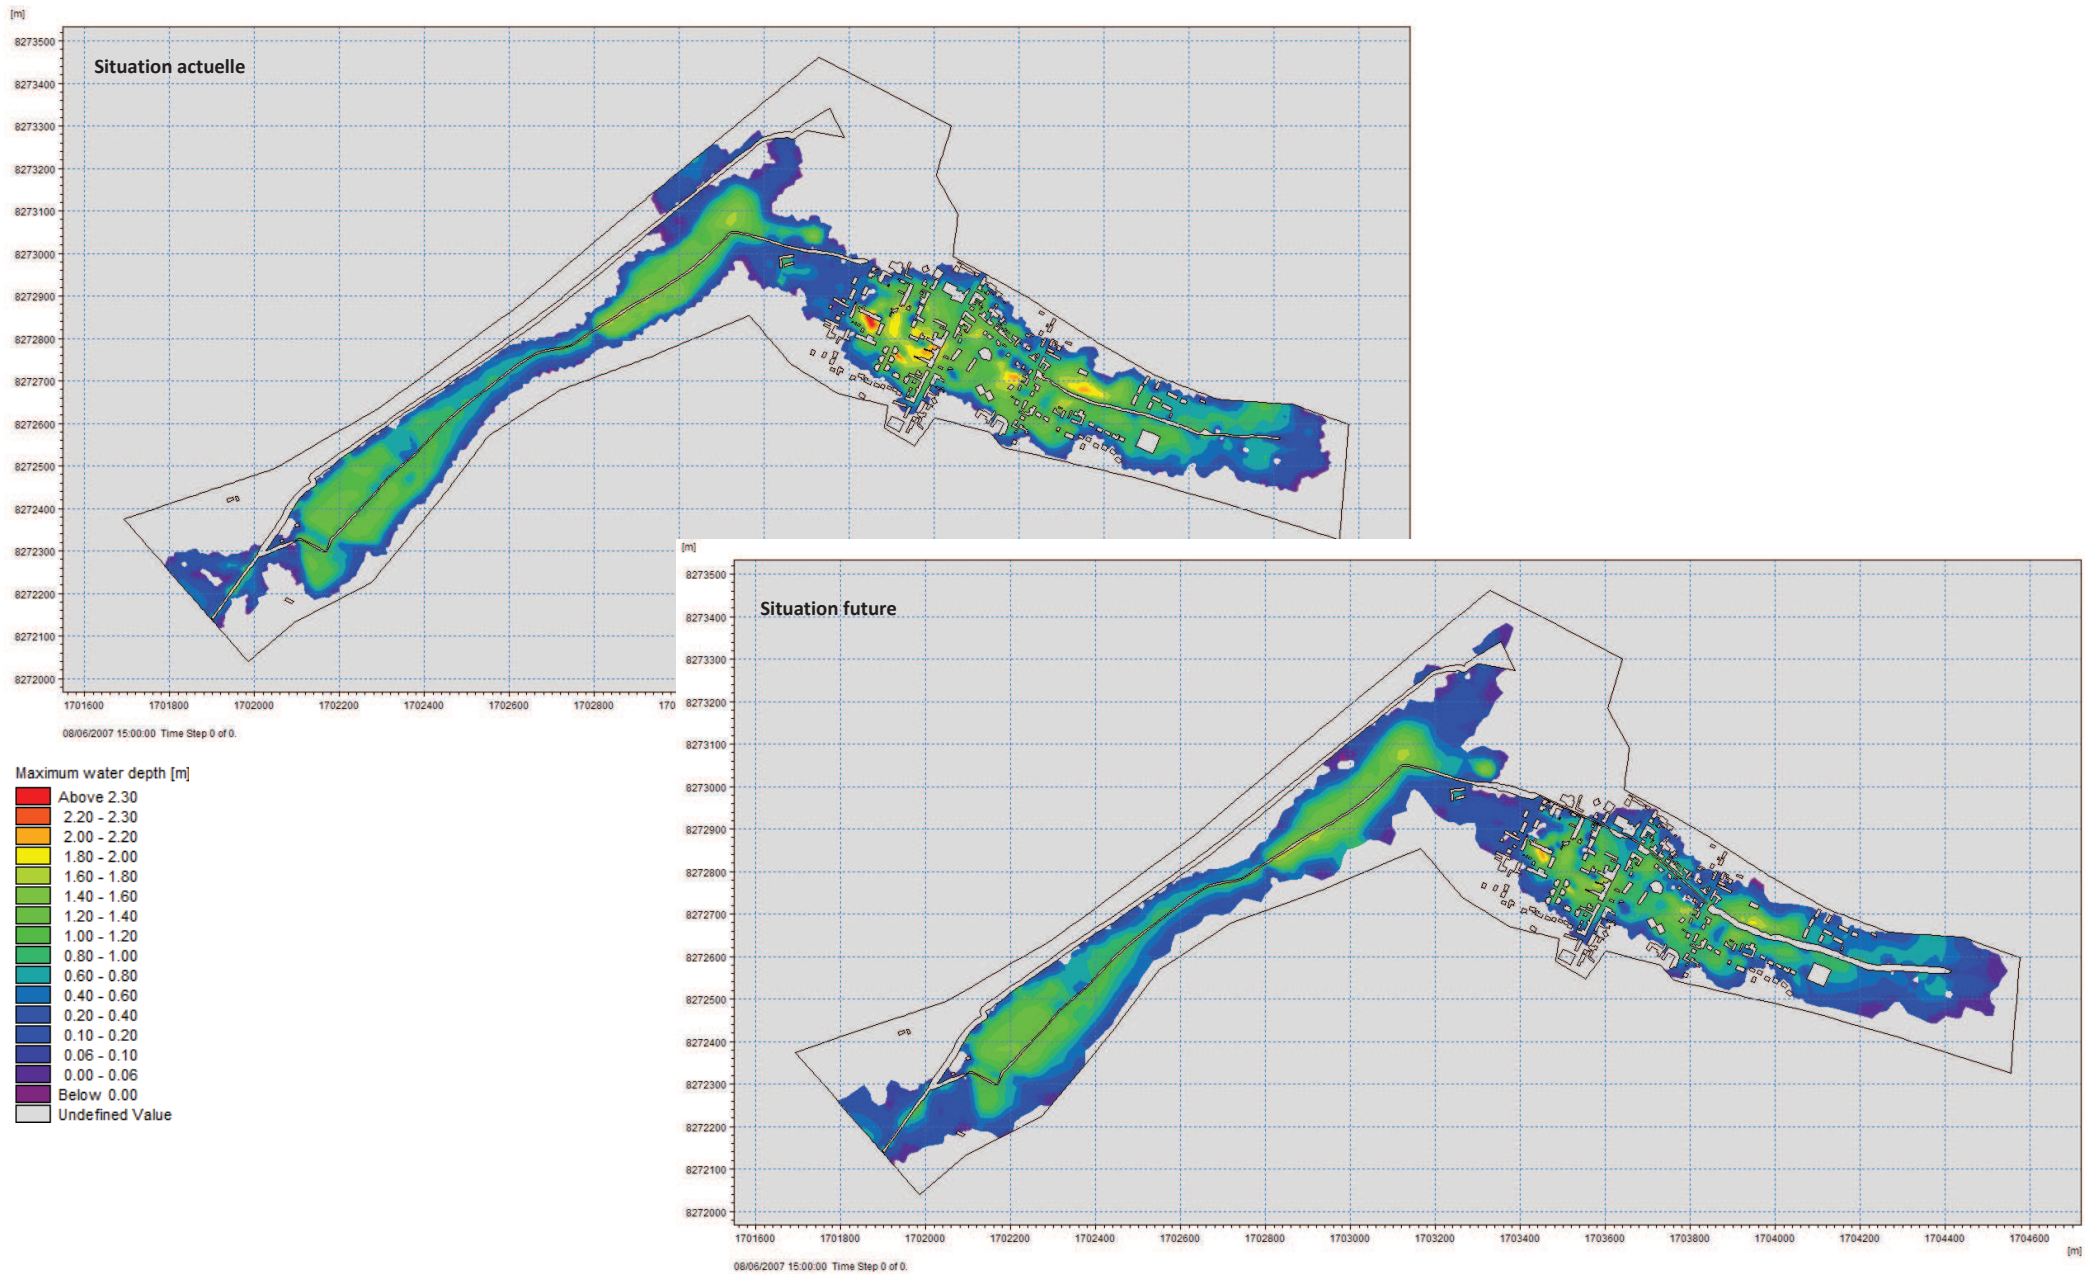 [m]
8273500
Situation actuelle
8273400
8273300
8273200
8273100
8273000
8272900
8272800
8272700
8272600
8272500
8272400
8272300
8272200
8272100
8272000
1701600 1701800 1702000 1702200 1702400 1702600 1702800 170
08/06/2007 15:00:00 Time Step 0 of 0.
Maximum water depth [m]
Above 2.30
2.20 - 2.30
2.00 - 2.20
1.80 - 2.00
1.60 - 1.80
1.40 - 1.60
1.20 - 1.40
1.00 - 1.20
0.80 - 1.00
0.60 - 0.80
0.40 - 0.60
0.20 - 0.40
0.10 - 0.20
0.06 - 0.10
0.00 - 0.06
Below 0.00
Undefined Value
[m]
8273500
Situation future
8273400
8273300
8273200
8273100
8273000
8272900
8272800
8272700
8272600
8272500
8272400
8272300
8272200
8272100
8272000
1701600 1701800 1702000 1702200 1702400 1702600 1702800 1703000 1703200 1703400 1703600 1703800 1704000 1704200 1704400 1704600
[m]
08/06/2007 15:00:00 Time Step 0 of 0.